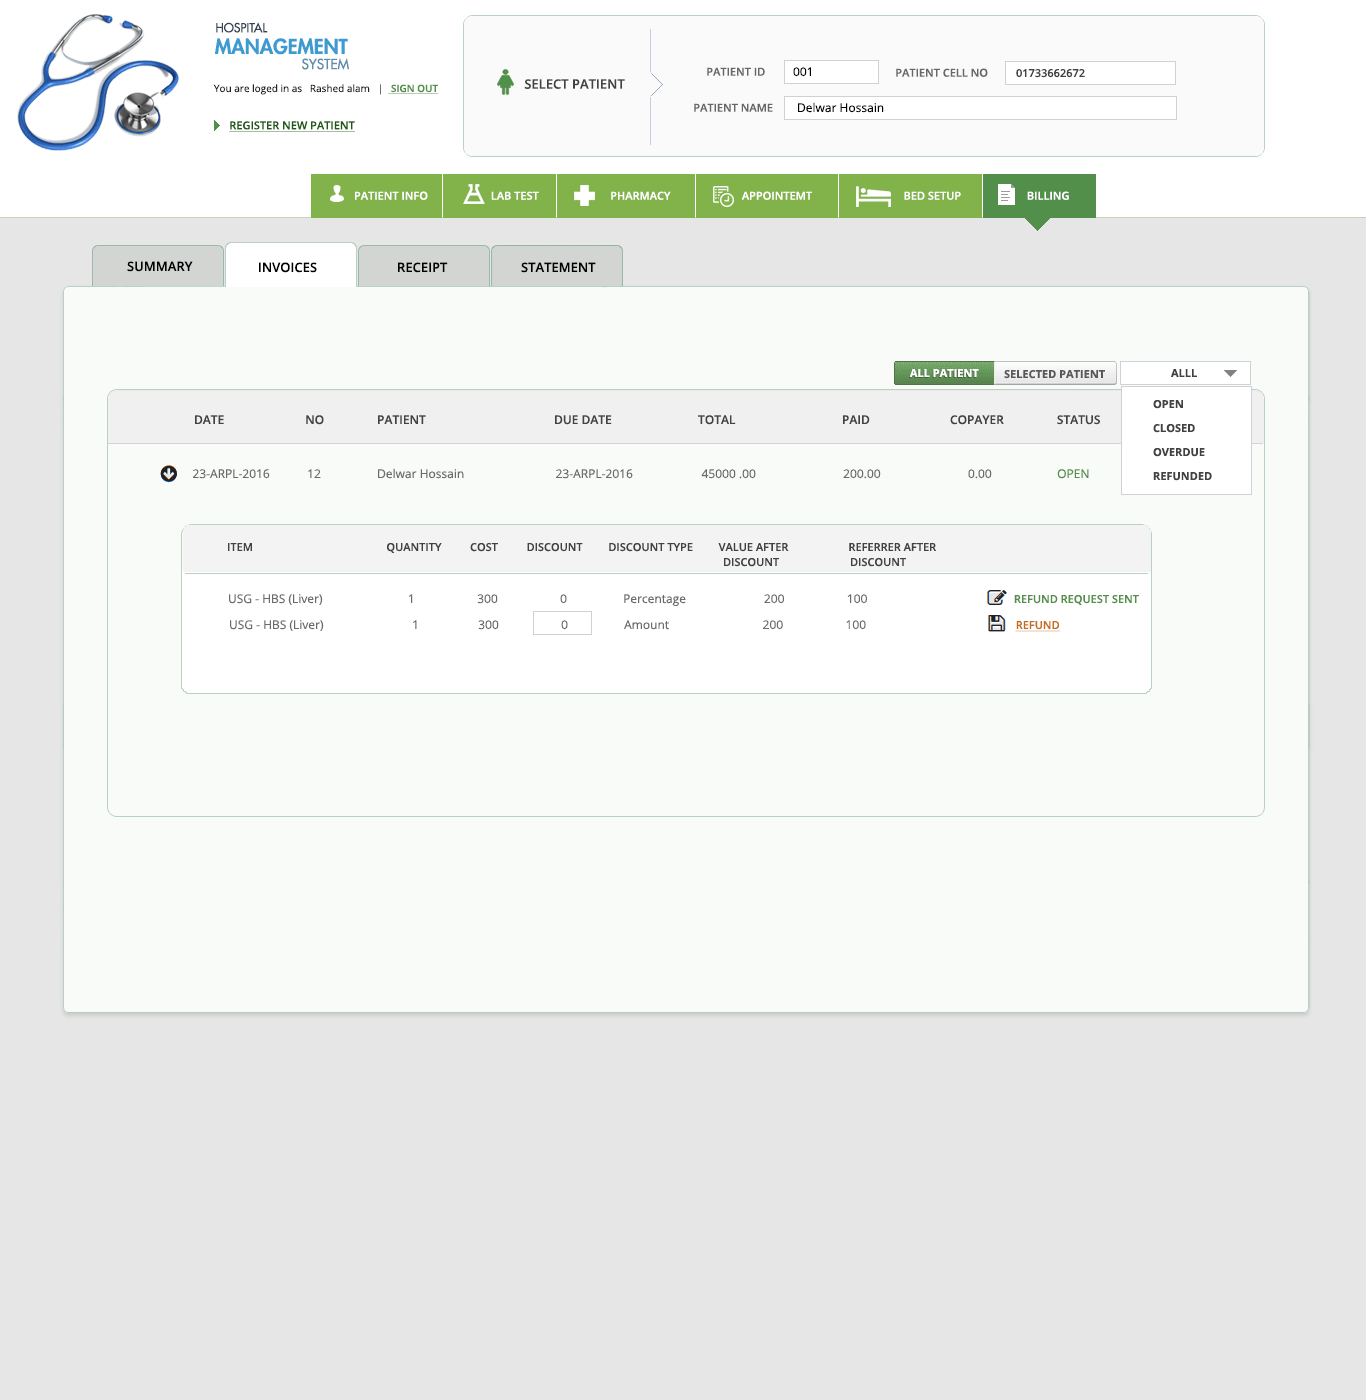 HOSPITAL
MANAGEMENT
SYSTEM
You are loged in as Rashed alam | SIGN OUT
REGISTER NEW PATIENT
SELECT PATIENT
PATIENT ID 001 PATIENT CELL NO 01733662672
PATIENT NAME Delwar Hossain
PATIENT INFO LAB TEST PHARMACY APPOINTEMT BED SETUP BILLING
SUMMARY INVOICES RECEIPT STATEMENT
ALL PATIENT SELECTED PATIENT ALLL
OPEN
CLOSED
OVERDUE
REFUNDED
DATE NO PATIENT DUE DATE TOTAL PAID COPAYER STATUS
23-ARPL-2016 12 Delwar Hossain 23-ARPL-2016 45000 .00 200.00 0.00 OPEN
ITEM QUANTITY COST DISCOUNT DISCOUNT TYPE VALUE AFTER DISCOUNT REFERRER AFTER DISCOUNT
USG - HBS (Liver) 1 300 0 Percentage 200 100 REFUND REQUEST SENT
USG - HBS (Liver) 1 300 0 Amount 200 100 REFUND